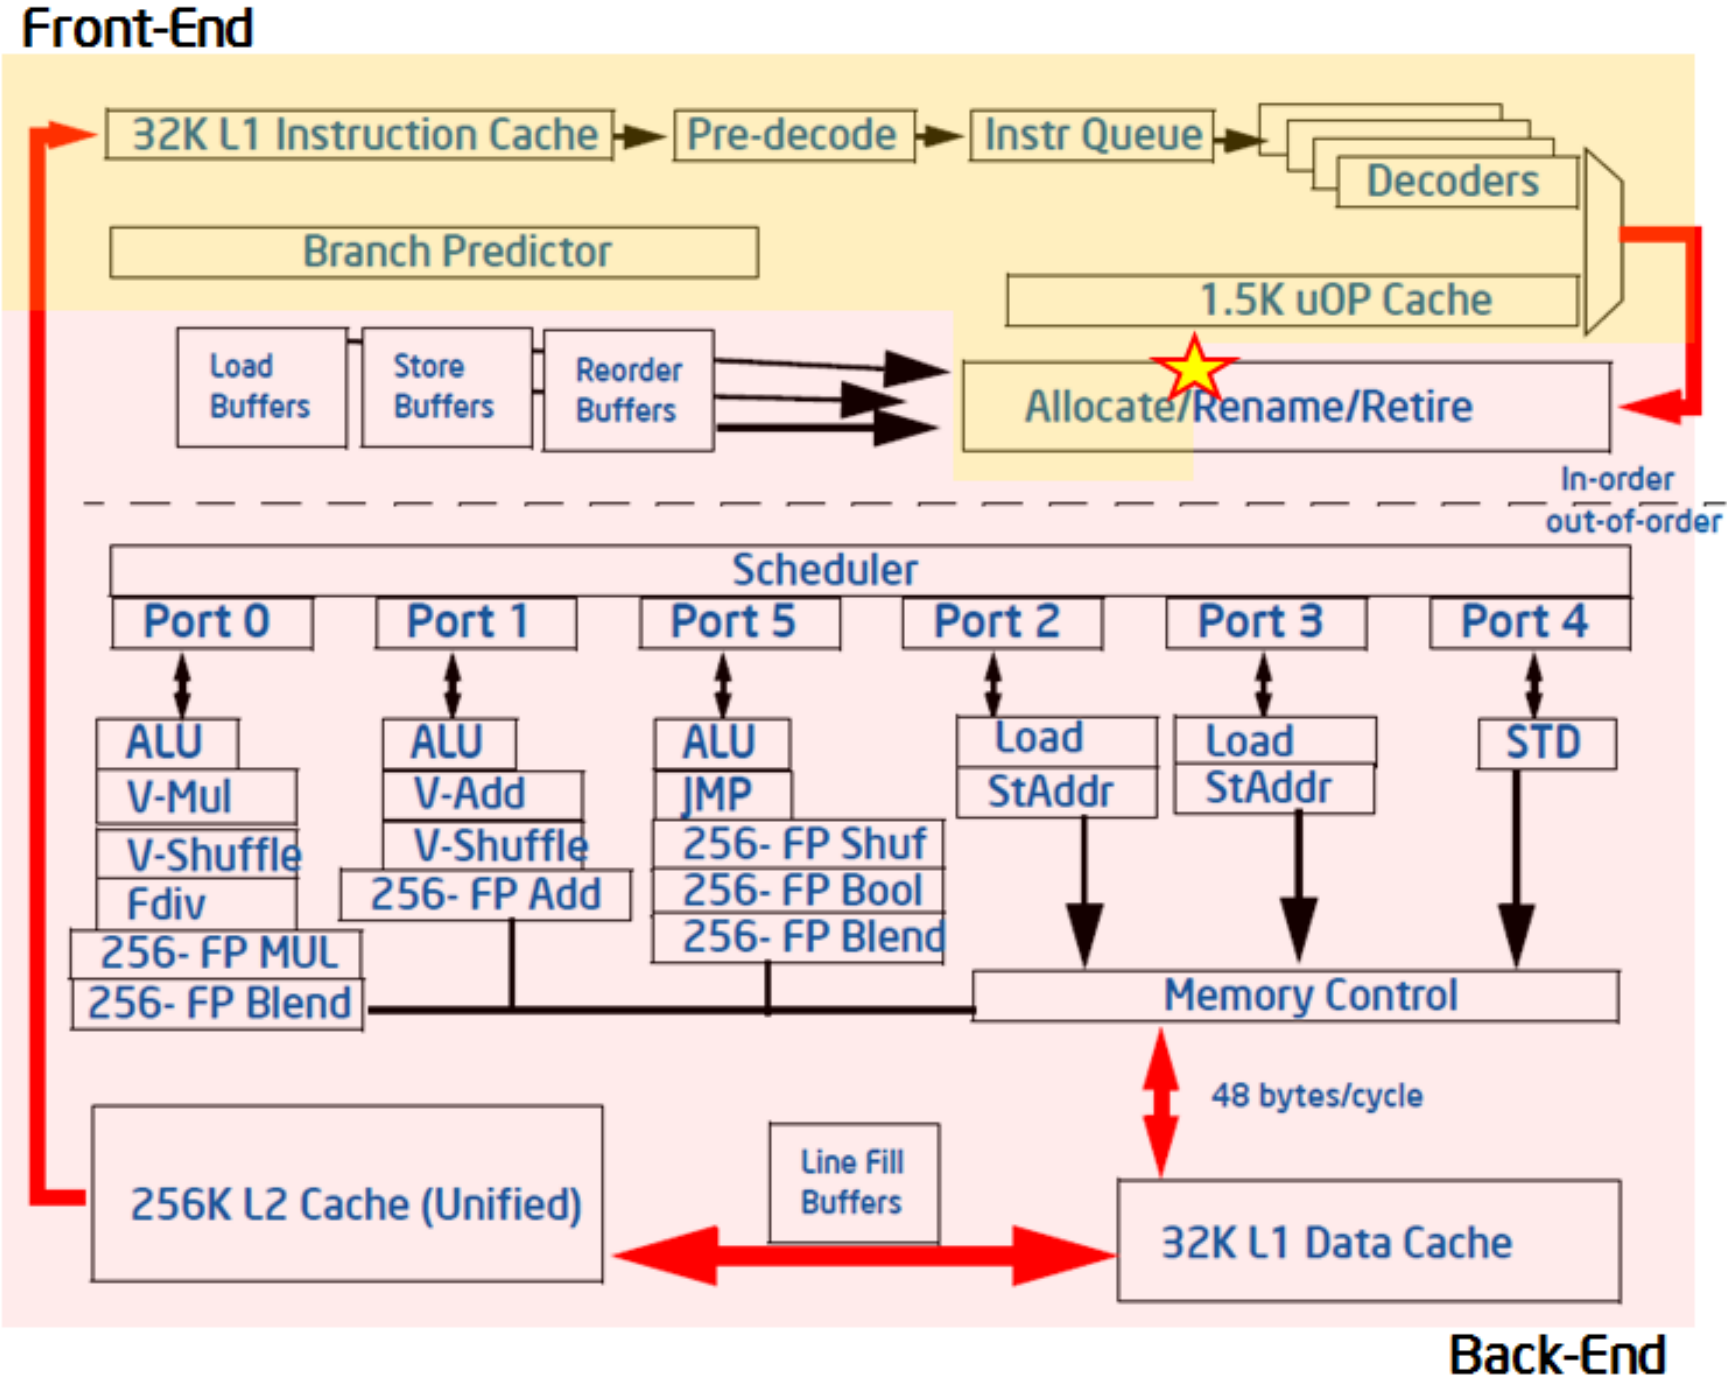 Front-End
32K L1 Instruction Cache
Pre-decode
Instr Queue
Decoders
Branch Predictor
1.5K uOP Cache
Load
Buffers
Store
Buffers
Reorder
Buffers
Allocate/Rename/Retire
In-order
out-of-order
Scheduler
Port 0
Port 1
Port 5
Port 2
Port 3
Port 4
ALU
V-Mul
V-Shuffle
Fdiv
256- FP MUL
256- FP Blend
ALU
V-Add
V-Shuffle
256- FP Add
ALU
JMP
256- FP Shuf
256- FP Bool
256- FP Blend
Load
StAddr
Load
StAddr
STD
Memory Control
48 bytes/cycle
256K L2 Cache (Unified)
Line Fill
Buffers
32K L1 Data Cache
Back-End